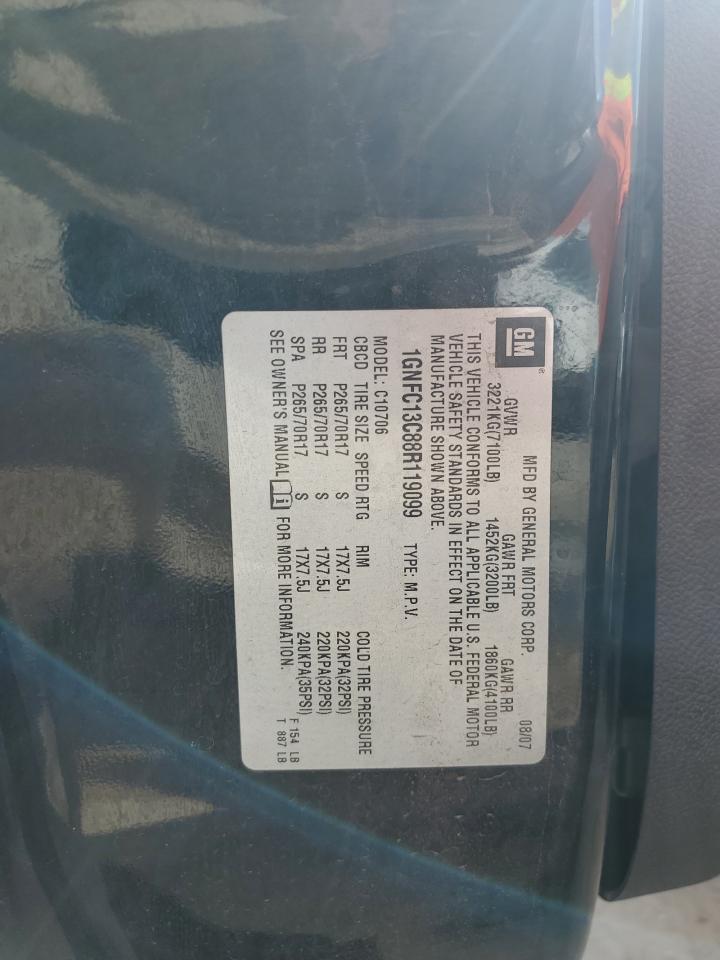 GM
®
MFD BY GENERAL MOTORS CORP. 08/07
GVWR GAWR FRT GAWR RR
3221KG(7100LB) 1452KG(3200LB) 1860KG(4100LB)
THIS VEHICLE CONFORMS TO ALL APPLICABLE U.S. FEDERAL MOTOR
VEHICLE SAFETY STANDARDS IN EFFECT ON THE DATE OF
MANUFACTURE SHOWN ABOVE.
1GNFC13C88R119099 TYPE: M.P.V.
MODEL: C10706
CBCD TIRE SIZE SPEED RTG RIM COLD TIRE PRESSURE
FRT P265/70R17 S 17X7.5J 220KPA(32PSI)
RR P265/70R17 S 17X7.5J 220KPA(32PSI)
SPA P265/70R17 S 17X7.5J 240KPA(35PSI) F 154 LB
SEE OWNER'S MANUAL i FOR MORE INFORMATION. T 887 LB